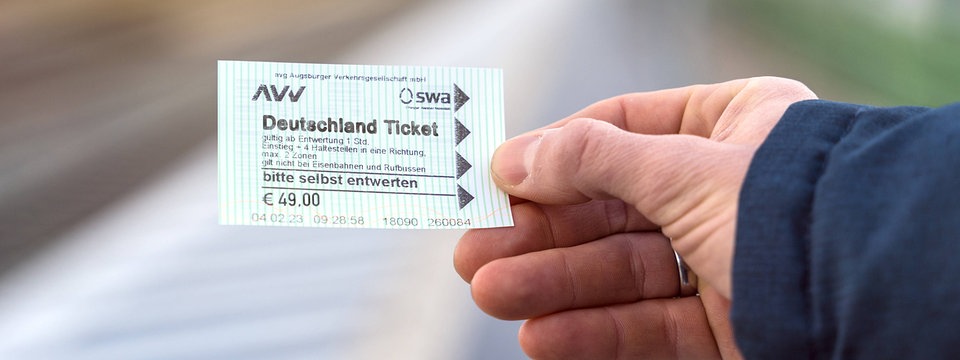 avg Augsburger Verkehrsgesellschaft mbH
AVV
swa
Deutschland Ticket
gültig ab Entwertung 1 Std.
Einstieg + 4 Haltestellen in eine Richtung,
max. 2 Zonen
gilt nicht bei Eisenbahnen und Rufbussen
bitte selbst entwerten
€ 49,00
04 02 23 09 28 58 18090 260084